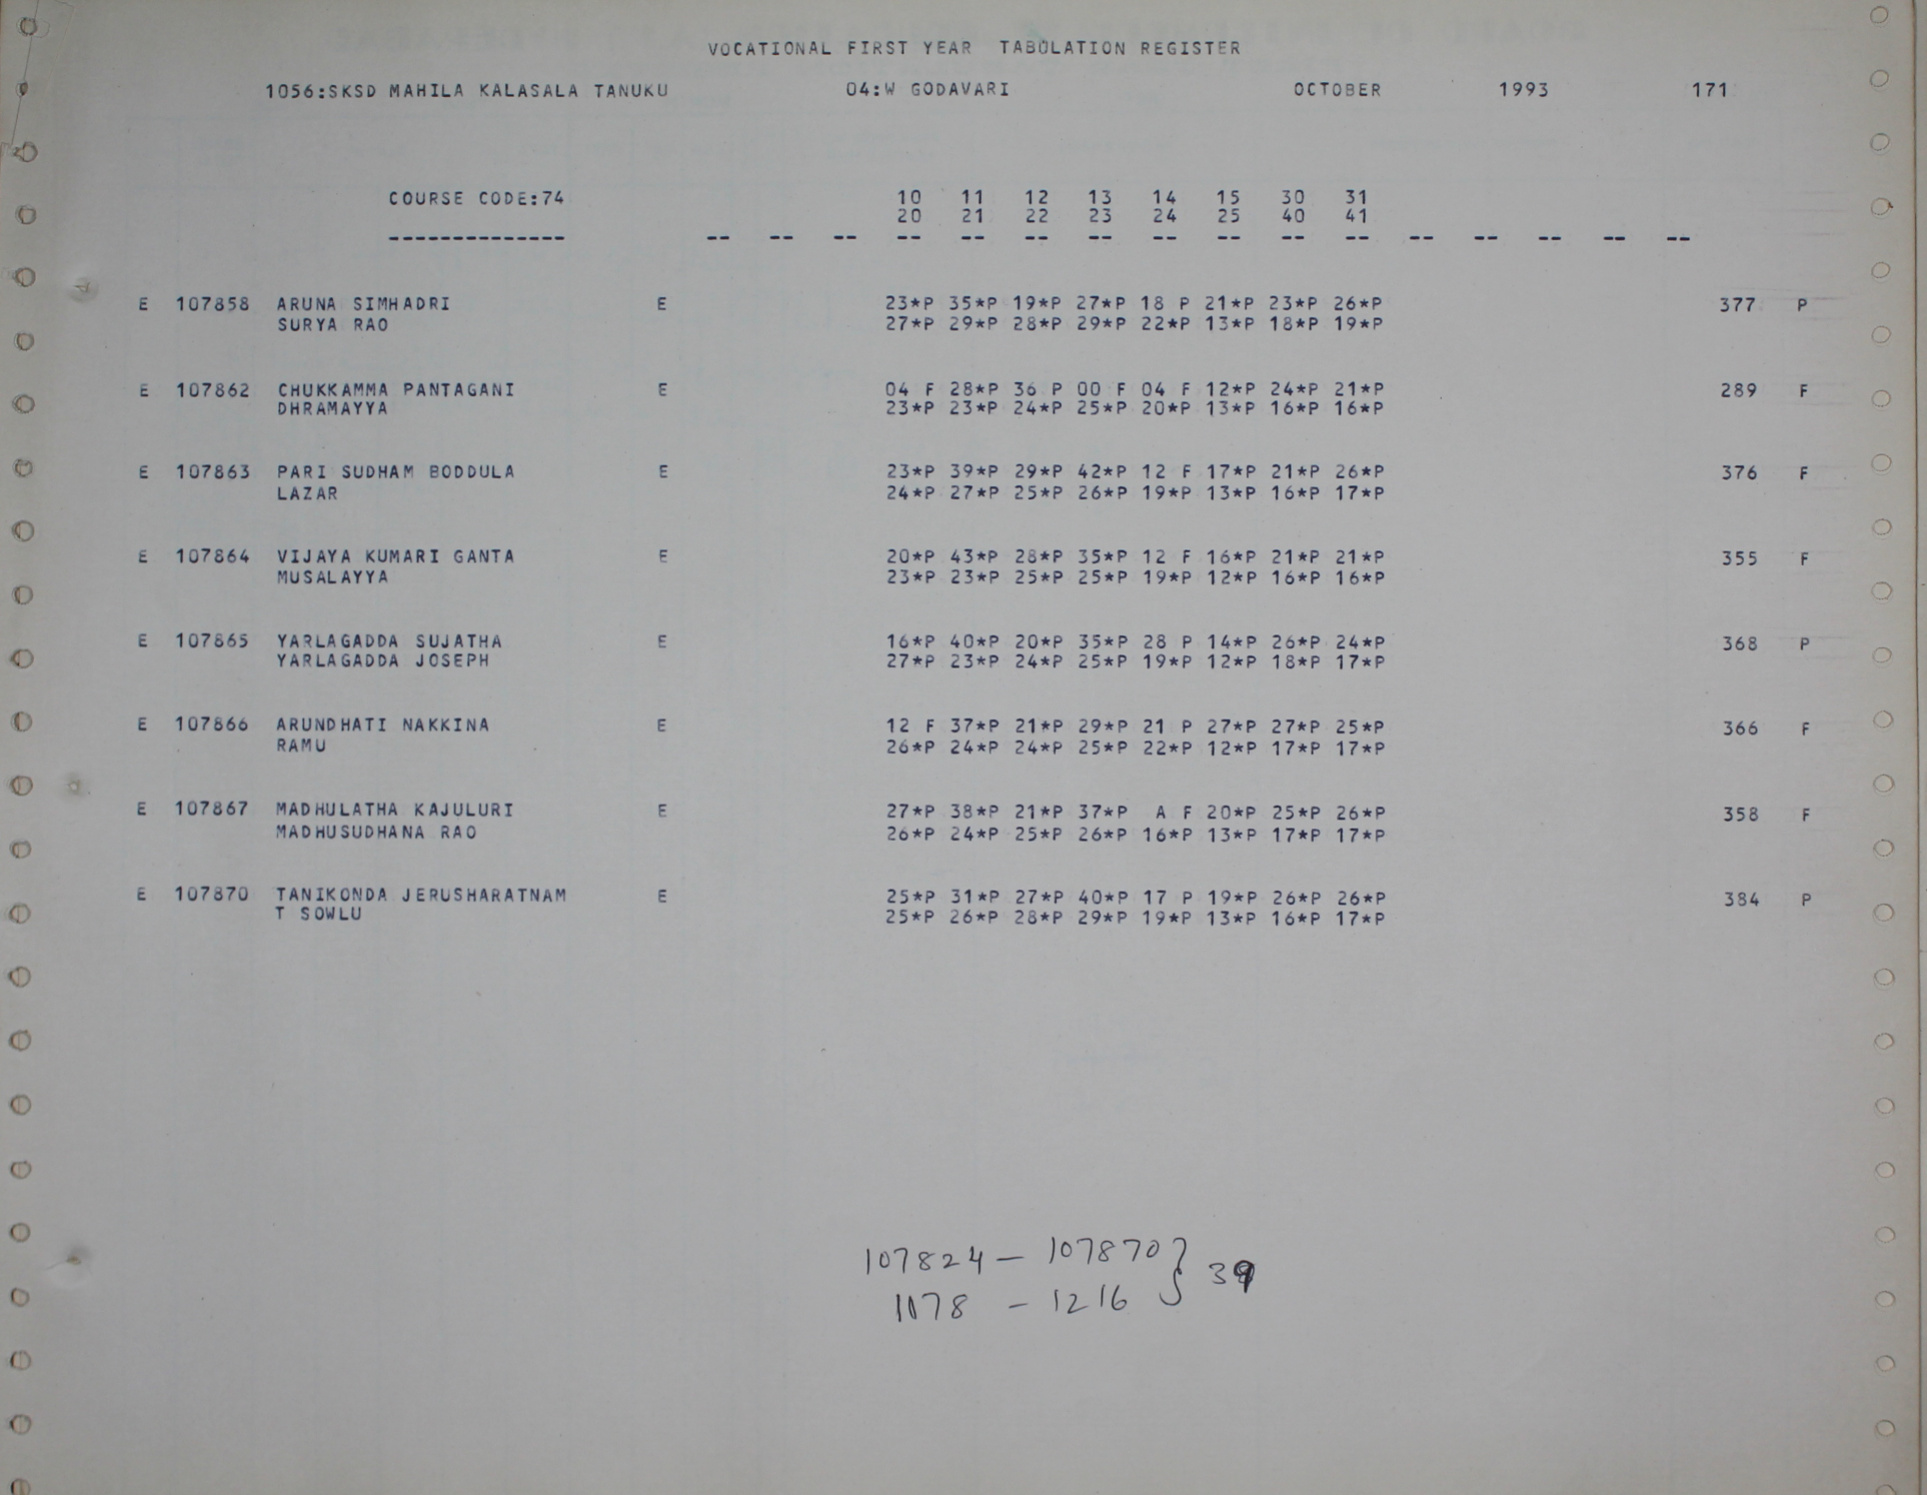 VOCATIONAL FIRST YEAR TABULATION REGISTER
1056:SKSD MAHILA KALASALA TANUKU 04:W GODAVARI OCTOBER 1993 171
COURSE CODE:74 10 11 12 13 14 15 30 31
20 21 22 23 24 25 40 41
-------------- -- -- -- -- -- -- -- -- -- -- -- -- -- -- -- --
E 107858 ARUNA SIMHADRI E 23*P 35*P 19*P 27*P 18 P 21*P 23*P 26*P 377 P
SURYA RAO 27*P 29*P 28*P 29*P 22*P 13*P 18*P 19*P
E 107862 CHUKKAMMA PANTAGANI E 04 F 28*P 36 P 00 F 04 F 12*P 24*P 21*P 289 F
DHRAMAYYA 23*P 23*P 24*P 25*P 20*P 13*P 16*P 16*P
E 107863 PARI SUDHAM BODDULA E 23*P 39*P 29*P 42*P 12 F 17*P 21*P 26*P 376 F
LAZAR 24*P 27*P 25*P 26*P 19*P 13*P 16*P 17*P
E 107864 VIJAYA KUMARI GANTA E 20*P 43*P 28*P 35*P 12 F 16*P 21*P 21*P 355 F
MUSALAYYA 23*P 23*P 25*P 25*P 19*P 12*P 16*P 16*P
E 107865 YARLAGADDA SUJATHA E 16*P 40*P 20*P 35*P 28 P 14*P 26*P 24*P 368 P
YARLAGADDA JOSEPH 27*P 23*P 24*P 25*P 19*P 12*P 18*P 17*P
E 107866 ARUNDHATI NAKKINA E 12 F 37*P 21*P 29*P 21 P 27*P 27*P 25*P 366 F
RAMU 26*P 24*P 24*P 25*P 22*P 12*P 17*P 17*P
E 107867 MADHULATHA KAJULURI E 27*P 38*P 21*P 37*P A F 20*P 25*P 26*P 358 F
MADHUSUDHANA RAO 26*P 24*P 25*P 26*P 16*P 13*P 17*P 17*P
E 107870 TANIKONDA JERUSHARATNAM E 25*P 31*P 27*P 40*P 17 P 19*P 26*P 26*P 384 P
T SOWLU 25*P 26*P 28*P 29*P 19*P 13*P 16*P 17*P
107824 – 107870 } 39
1078 – 1216